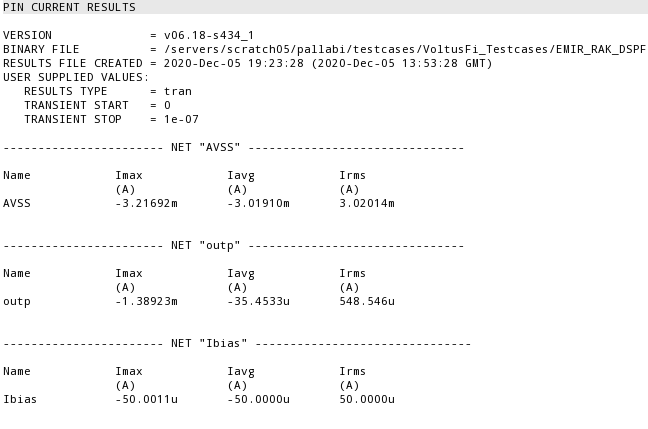 PIN CURRENT RESULTS
VERSION = v06.18-s434_1
BINARY FILE = /servers/scratch05/pallabi/testcases/VoltusFi_Testcases/EMIR_RAK_DSPF
RESULTS FILE CREATED = 2020-Dec-05 19:23:28 (2020-Dec-05 13:53:28 GMT)
USER SUPPLIED VALUES:
RESULTS TYPE = tran
TRANSIENT START = 0
TRANSIENT STOP = 1e-07
----------------------- NET "AVSS" -------------------------------
Name Imax Iavg Irms
(A) (A) (A)
AVSS -3.21692m -3.01910m 3.02014m
----------------------- NET "outp" -------------------------------
Name Imax Iavg Irms
(A) (A) (A)
outp -1.38923m -35.4533u 548.546u
----------------------- NET "Ibias" -------------------------------
Name Imax Iavg Irms
(A) (A) (A)
Ibias -50.0011u -50.0000u 50.0000u